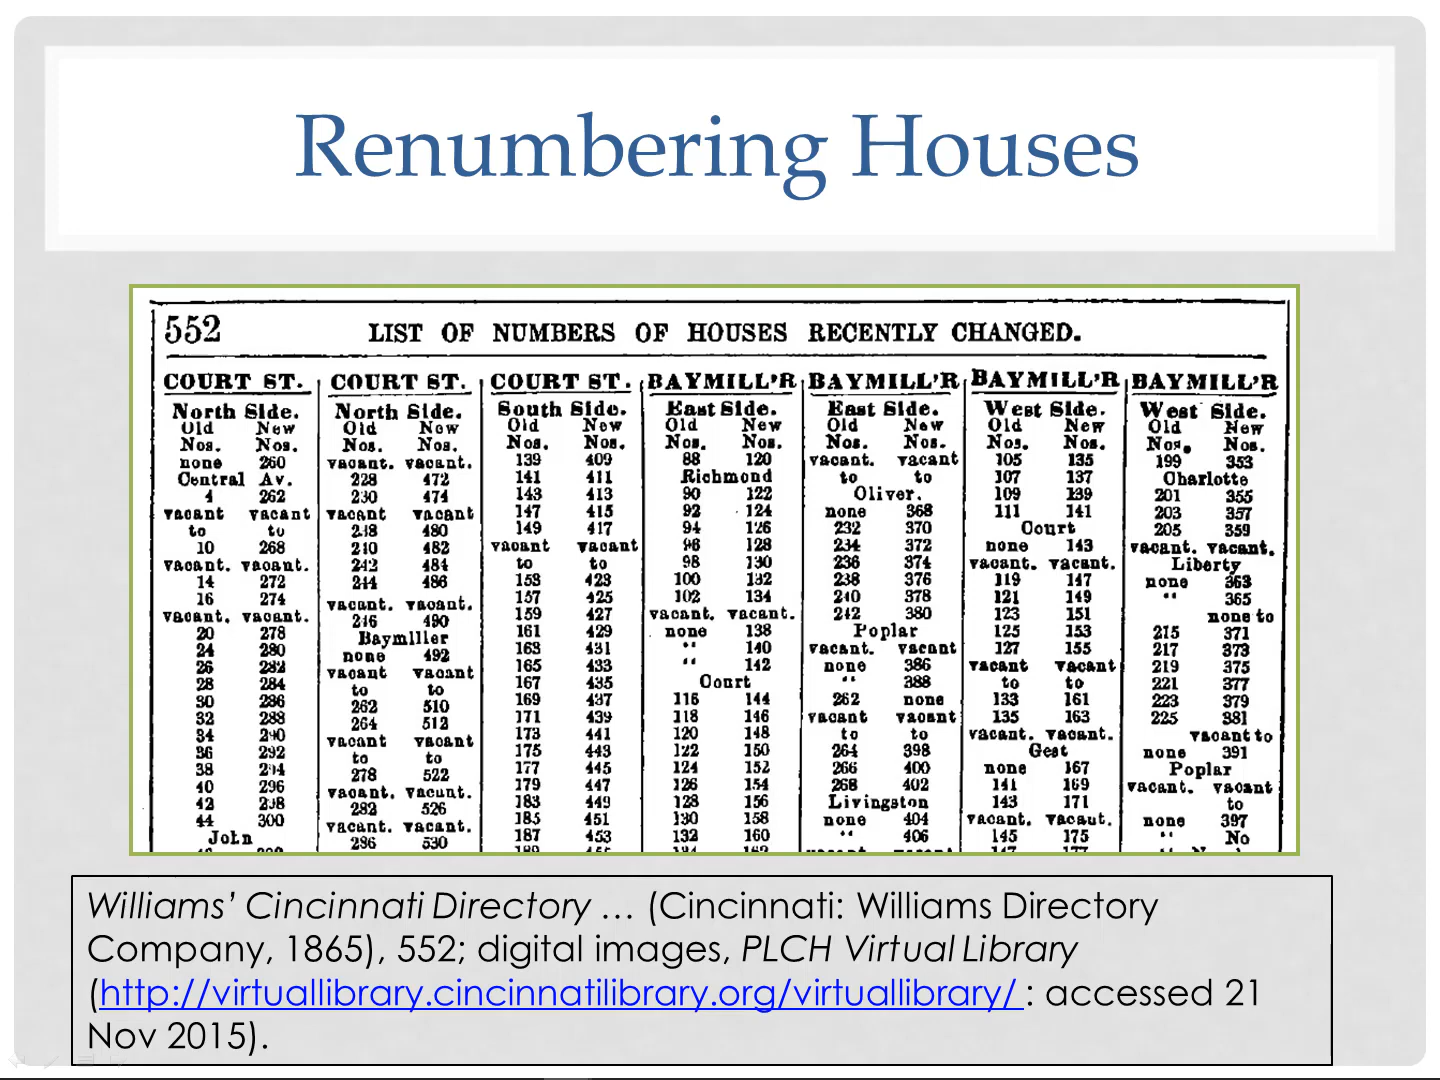 Renumbering Houses
552 LIST OF NUMBERS OF HOUSES RECENTLY CHANGED.
COURT ST.
North Side.
Old New
Nos. Nos.
none 260
Central Av.
4 262
vacant vacant
to to
10 268
vacant. vacant.
14 272
16 274
vacant. vacant.
20 278
24 280
26 282
28 284
30 286
32 288
34 290
36 292
38 294
40 296
42 298
44 300
John
COURT ST.
North Side.
Old New
Nos. Nos.
vacant. vacant.
228 472
230 474
vacant vacant
238 480
240 482
242 484
244 486
vacant. vacant.
246 490
Baymiller
none 492
vacant vacant
to to
262 510
264 512
vacant vacant
to to
278 522
vacant. vacant.
282 526
vacant. vacant.
286 530
COURT ST.
South Side.
Old New
Nos. Nos.
139 409
141 411
143 413
147 415
149 417
vacant vacant
to to
153 423
157 425
159 427
161 429
163 431
165 433
167 435
169 437
171 439
173 441
175 443
177 445
179 447
183 449
185 451
187 453
BAYMILL'R
East Side.
Old New
Nos. Nos.
88 120
Richmond
90 122
92 124
94 126
96 128
98 130
100 132
102 134
vacant. vacant.
none 138
“ 140
“ 142
Court
116 144
118 146
120 148
122 150
124 152
126 154
128 156
130 158
132 160
BAYMILL'R
East Side.
Old New
Nos. Nos.
vacant. vacant
to to
Oliver.
none 368
232 370
234 372
236 374
238 376
240 378
242 380
Poplar
vacant. vacant
none 386
“ 388
262 none
vacant vacant
to to
264 398
266 400
268 402
Livingston
none 404
“ 406
BAYMILL'R
West Side.
Old New
Nos. Nos.
105 135
107 137
109 139
111 141
Court
none 143
vacant. vacant.
119 147
121 149
123 151
125 153
127 155
vacant vacant
to to
133 161
135 163
vacant. vacant.
Gest
none 167
141 169
143 171
vacant. vacant.
145 175
BAYMILL'R
West Side.
Old New
Nos. Nos.
199 353
Charlotte
201 355
203 357
205 359
vacant. vacant.
Liberty
none 363
“ 365
none to
215 371
217 373
219 375
221 377
223 379
225 381
vacant to
none 391
Poplar
vacant. vacant
to
none 397
“ No
Williams’ Cincinnati Directory … (Cincinnati: Williams Directory
Company, 1865), 552; digital images, PLCH Virtual Library
(http://virtuallibrary.cincinnatilibrary.org/virtuallibrary/ : accessed 21
Nov 2015).